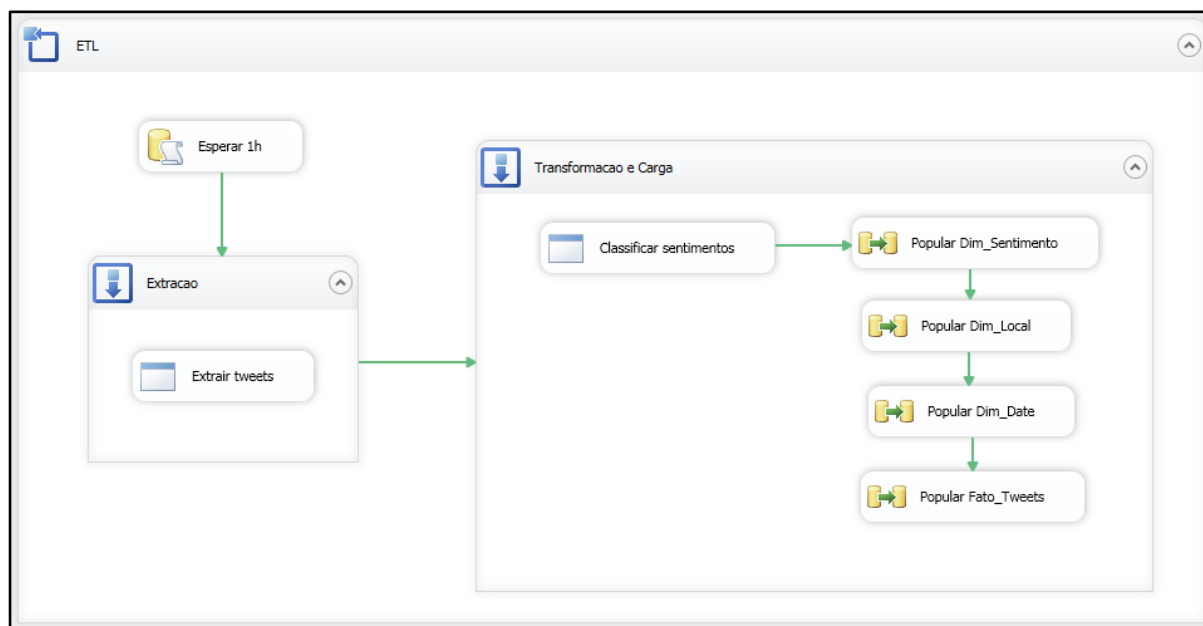 ETL
Esperar 1h
Extracao
Extrair tweets
Transformacao e Carga
Classificar sentimentos
Popular Dim_Sentimento
Popular Dim_Local
Popular Dim_Date
Popular Fato_Tweets